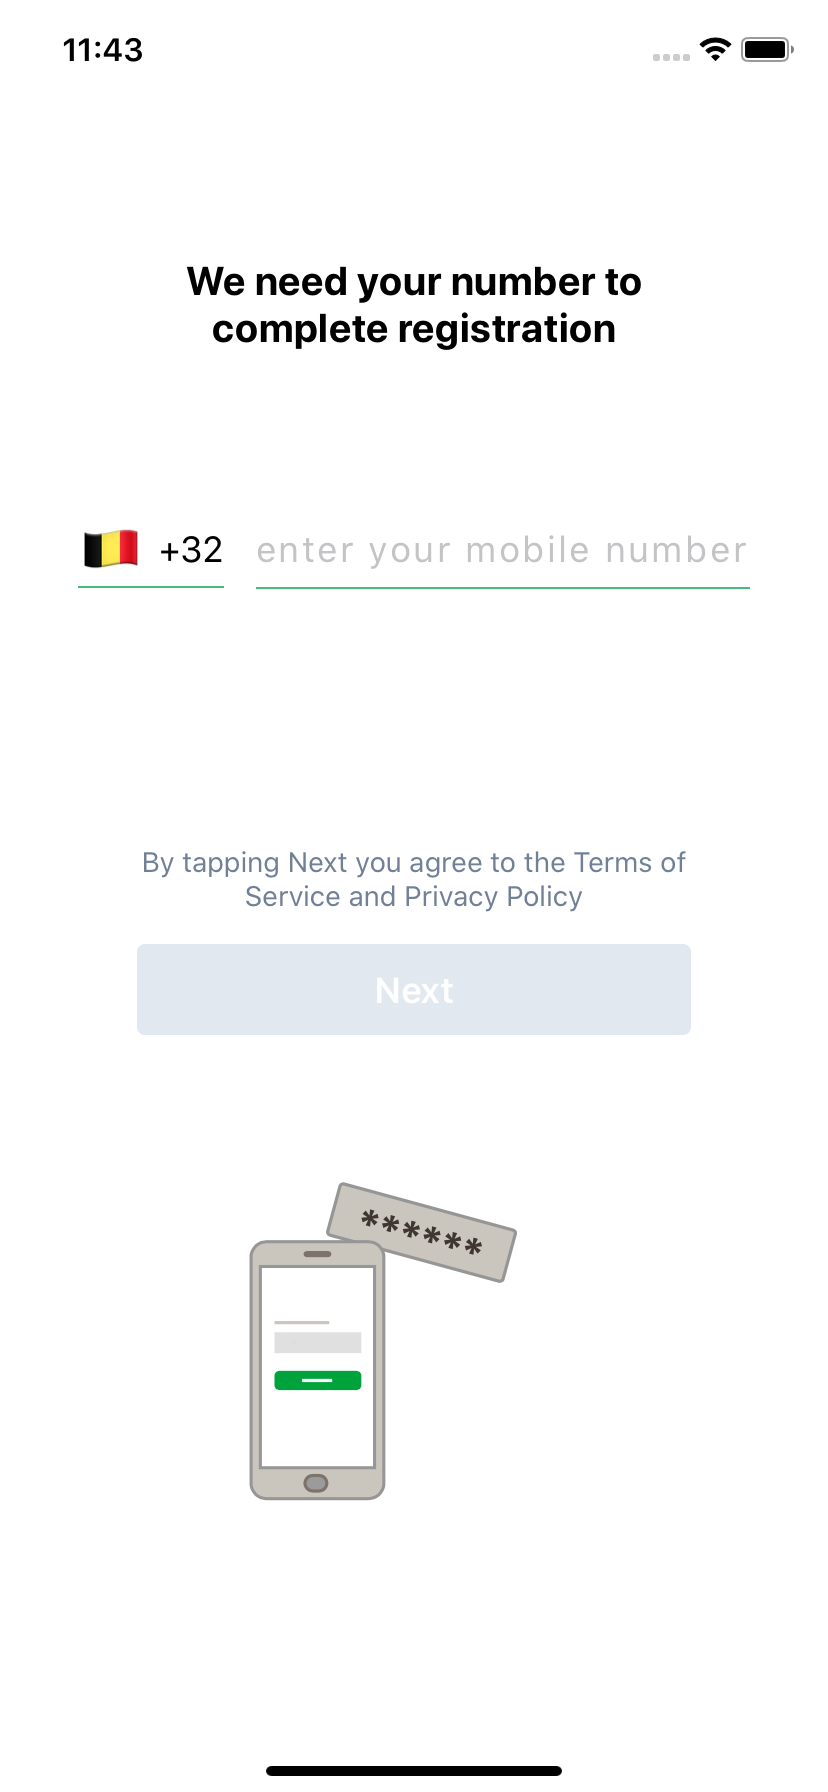 11:43
We need your number to
complete registration
🇧🇪 +32 enter your mobile number
By tapping Next you agree to the Terms of
Service and Privacy Policy
Next
******